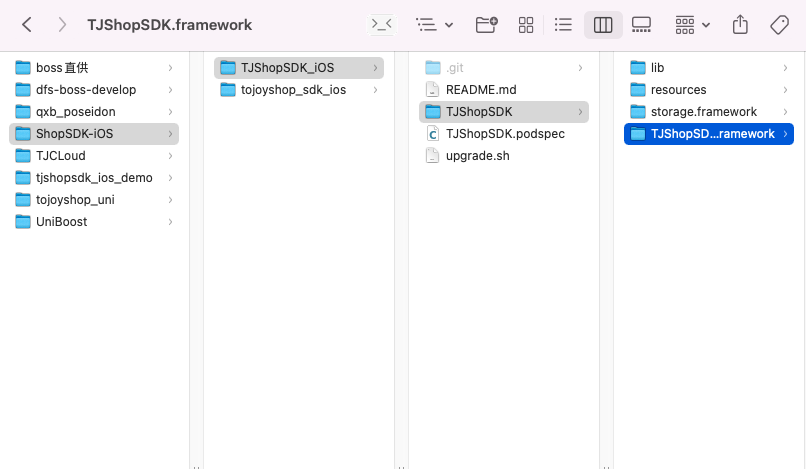 TJShopSDK.framework
boss直供
dfs-boss-develop
qxb_poseidon
ShopSDK-iOS
TJCLoud
tjshopsdk_ios_demo
tojoyshop_uni
UniBoost
TJShopSDK_iOS
tojoyshop_sdk_ios
.git
README.md
TJShopSDK
TJShopSDK.podspec
upgrade.sh
lib
resources
storage.framework
TJShopSD...ramework